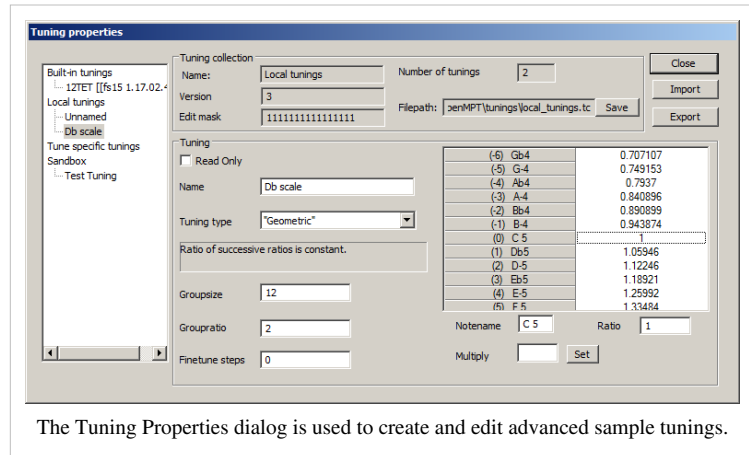 Tuning properties
Built-in tunings
12TET [[fs15 1.17.02.4
Local tunings
Unnamed
Db scale
Tune specific tunings
Sandbox
Test Tuning
Tuning collection
Name:
Local tunings
Number of tunings
2
Version
3
Filepath:
penMPT\tunings\local_tunings.tc
Save
Edit mask
1111111111111111
Close
Import
Export
Tuning
Read Only
Name
Db scale
Tuning type
"Geometric"
Ratio of successive ratios is constant.
Groupsize
12
Groupratio
2
Finetune steps
0
(-6) Gb4 0.707107
(-5) G-4 0.749153
(-4) Ab4 0.7937
(-3) A-4 0.840896
(-2) Bb4 0.890899
(-1) B-4 0.943874
(0) C 5 1
(1) Db5 1.05946
(2) D-5 1.12246
(3) Eb5 1.18921
(4) E-5 1.25992
(5) F 5 1.33484
Notename
C 5
Ratio
1
Multiply
Set
The Tuning Properties dialog is used to create and edit advanced sample tunings.